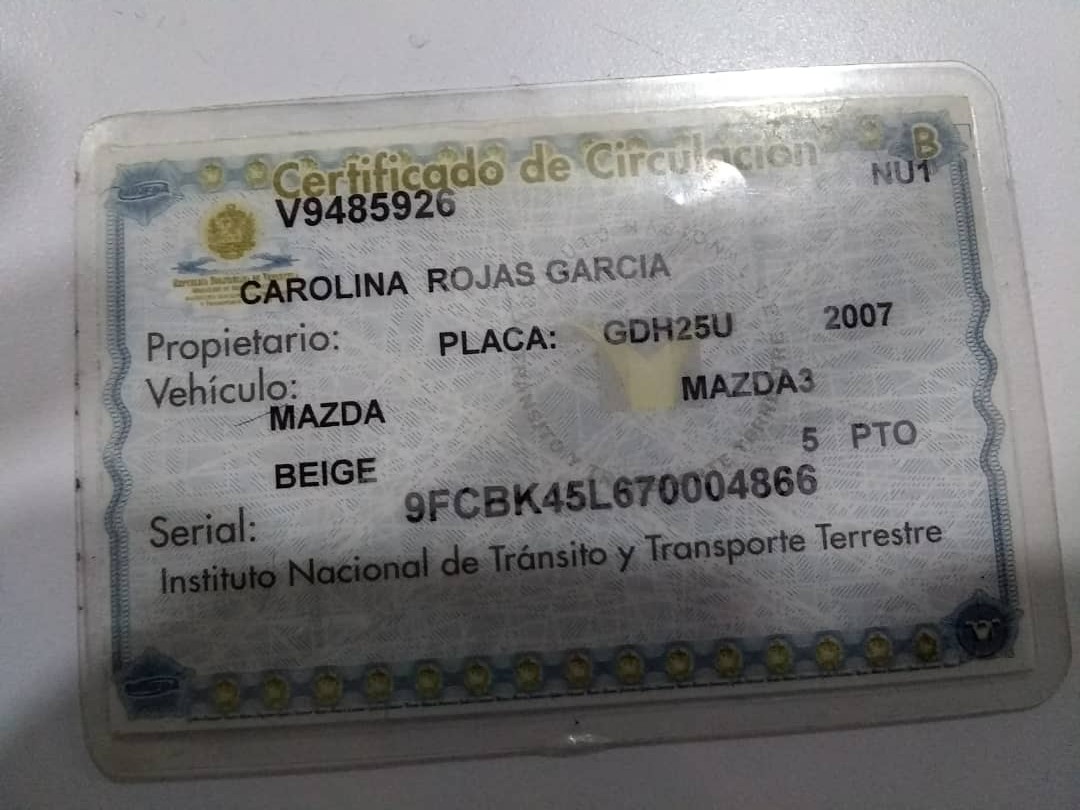 Certificado de Circulación B
V9485926 NU1
CAROLINA ROJAS GARCIA
Propietario: PLACA: GDH25U 2007
Vehículo:
MAZDA MAZDA3
BEIGE 5 PTO
Serial: 9FCBK45L670004866
Instituto Nacional de Tránsito y Transporte Terrestre